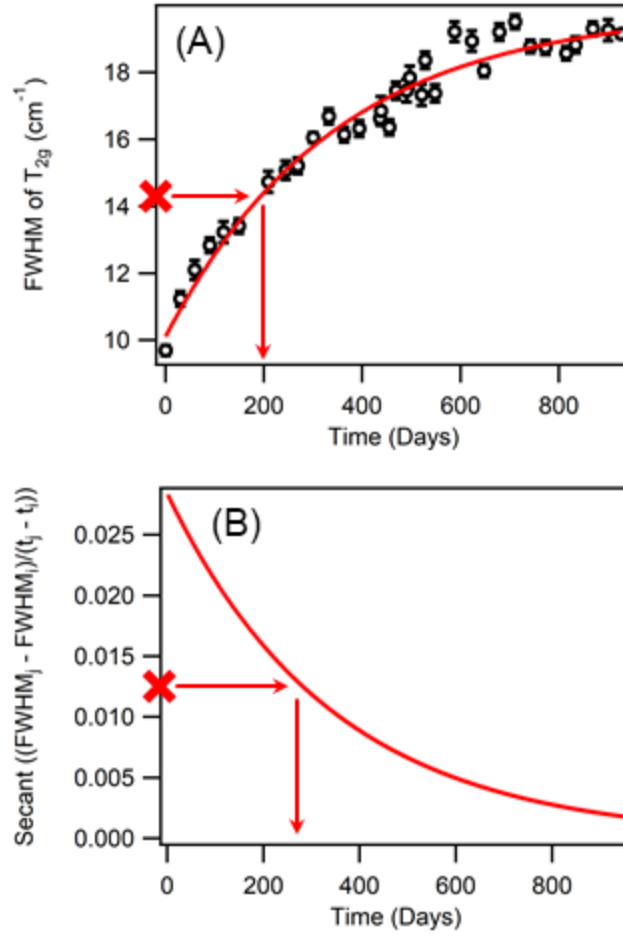 (A)
FWHM of T2g (cm-1)
18
16
14
12
10
0 200 400 600 800
Time (Days)
(B)
Secant ((FWHMj - FWHMi)/(tj - ti))
0.025
0.020
0.015
0.010
0.005
0.000
0 200 400 600 800
Time (Days)